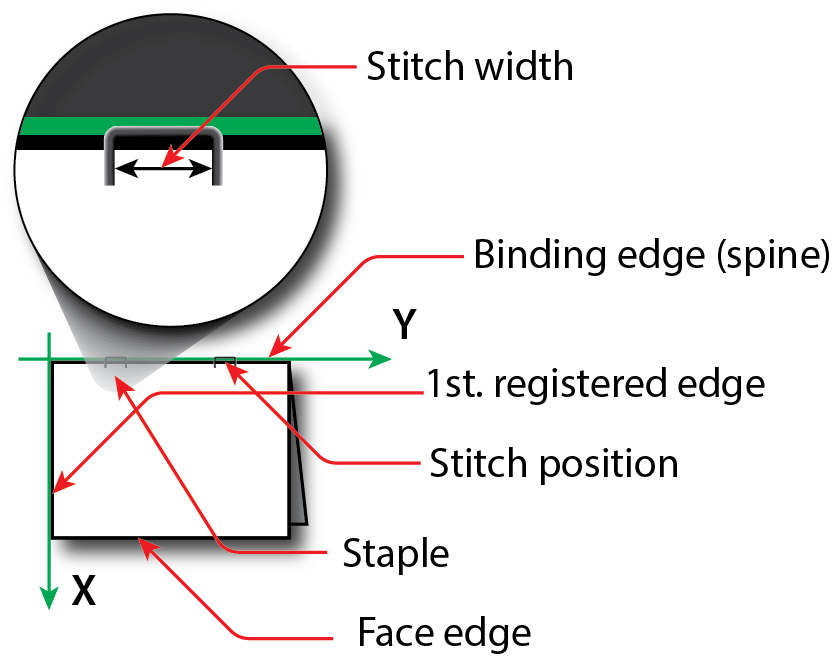 Stitch width
Binding edge (spine)
Y
1st. registered edge
Stitch position
Staple
X
Face edge